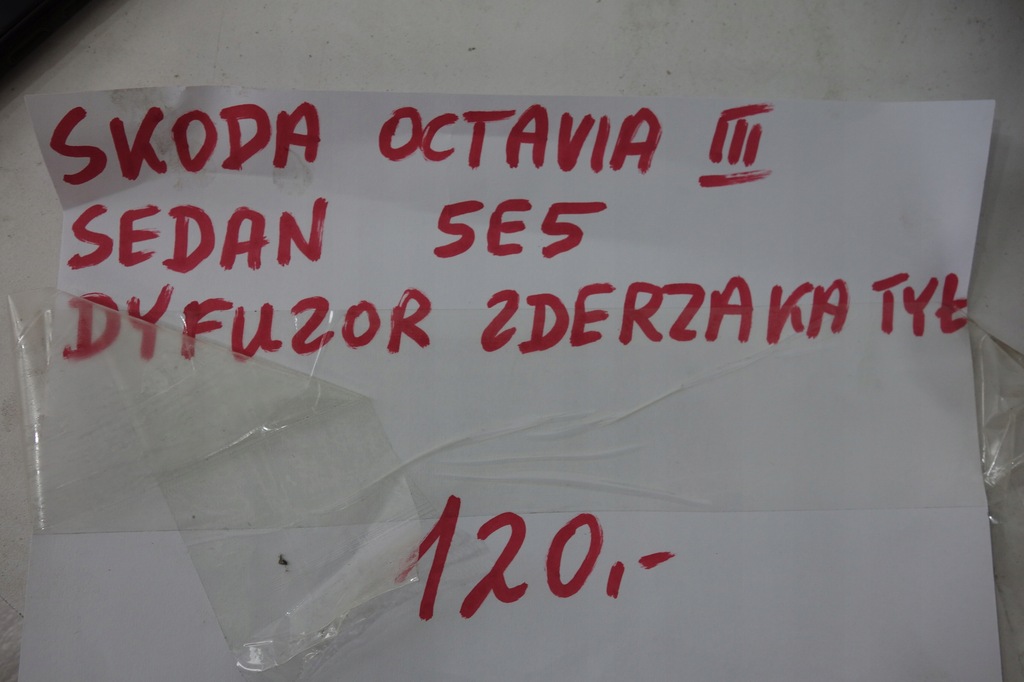 SKODA OCTAVIA III
SEDAN 5E5
DYFUZOR ZDERZAKA TYŁ
120,-